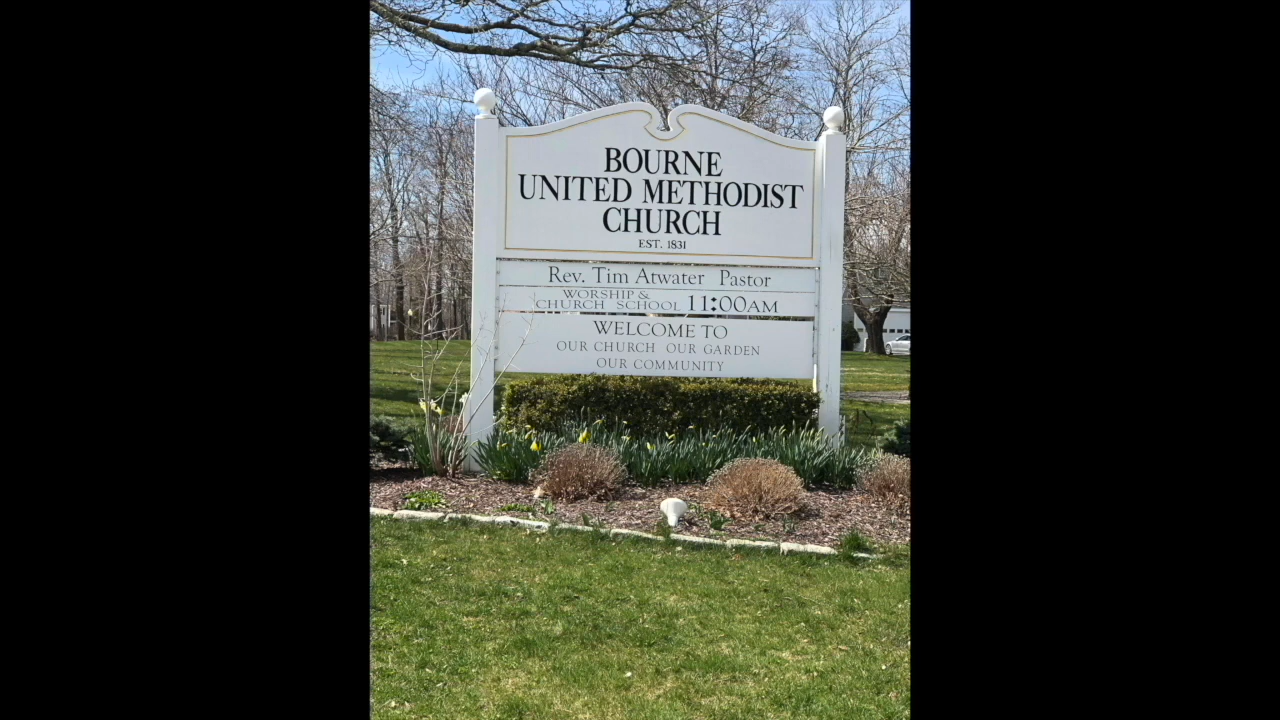 BOURNE
UNITED METHODIST
CHURCH
EST. 1831
Rev. Tim Atwater Pastor
WORSHIP &
CHURCH SCHOOL 11:00AM
WELCOME TO
OUR CHURCH OUR GARDEN
OUR COMMUNITY